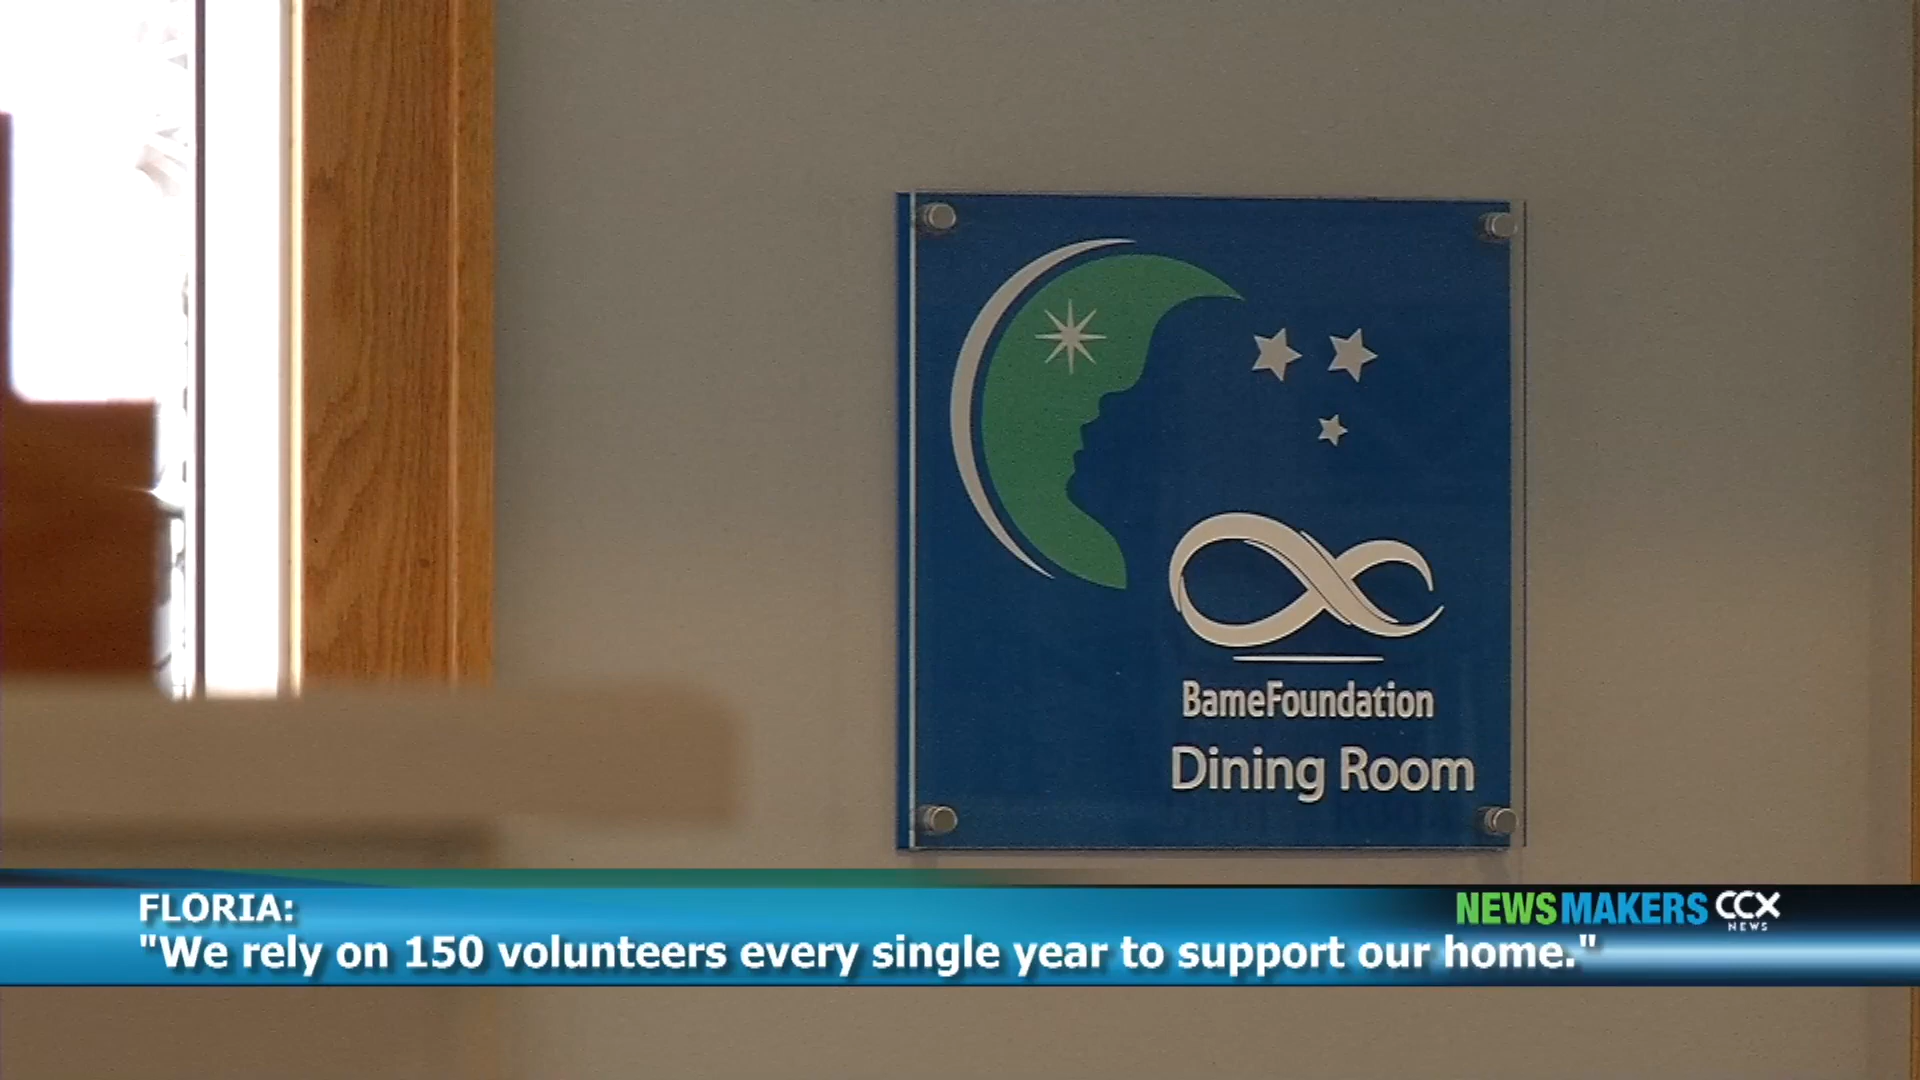 BameFoundation
Dining Room
FLORIA:
NEWSMAKERS CCX
NEWS
"We rely on 150 volunteers every single year to support our home."